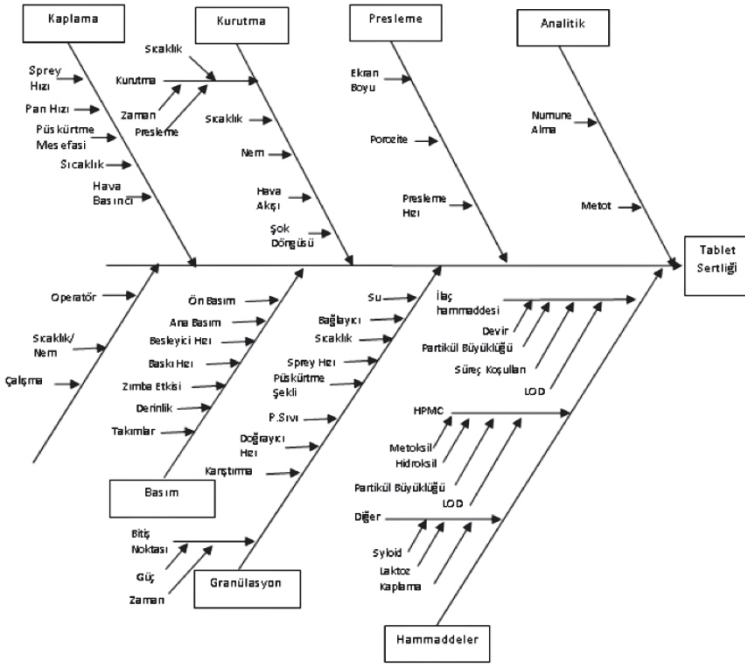 Kaplama
Kurutma
Presleme
Analitik
Sprey
Hızı
Pan Hızı
Püskürtme
Mesefasi
Sıcaklık
Hava
Basıncı
Sıcaklık
Kurutma
Zaman
Presleme
Sıcaklık
Nem
Hava
Akışı
Şok
Döngüsü
Ekran
Boyu
Porozite
Presleme
Hızı
Numune
Alma
Metot
Tablet
Sertliği
Operatör
Sıcaklık/
Nem
Çalışma
Ön Basım
Ana Basım
Besleyici Hızı
Baskı Hızı
Zımba Etkisi
Derinlik
Takımlar
Basım
Su
Bağlayıcı
Sıcaklık
Sprey Hızı
Püskürtme
Şekli
P.Sıvı
Doğrayıcı
Hızı
Karıştırma
Bitiş
Noktası
Güç
Zaman
Granülasyon
İlaç
hammaddesi
Devir
Partikül Büyüklüğü
Süreç Koşulları
LOD
HPMC
Metoksil
Hidroksil
Partikül Büyüklüğü
LOD
Diğer
Syloid
Laktoz
Kaplama
Hammaddeler